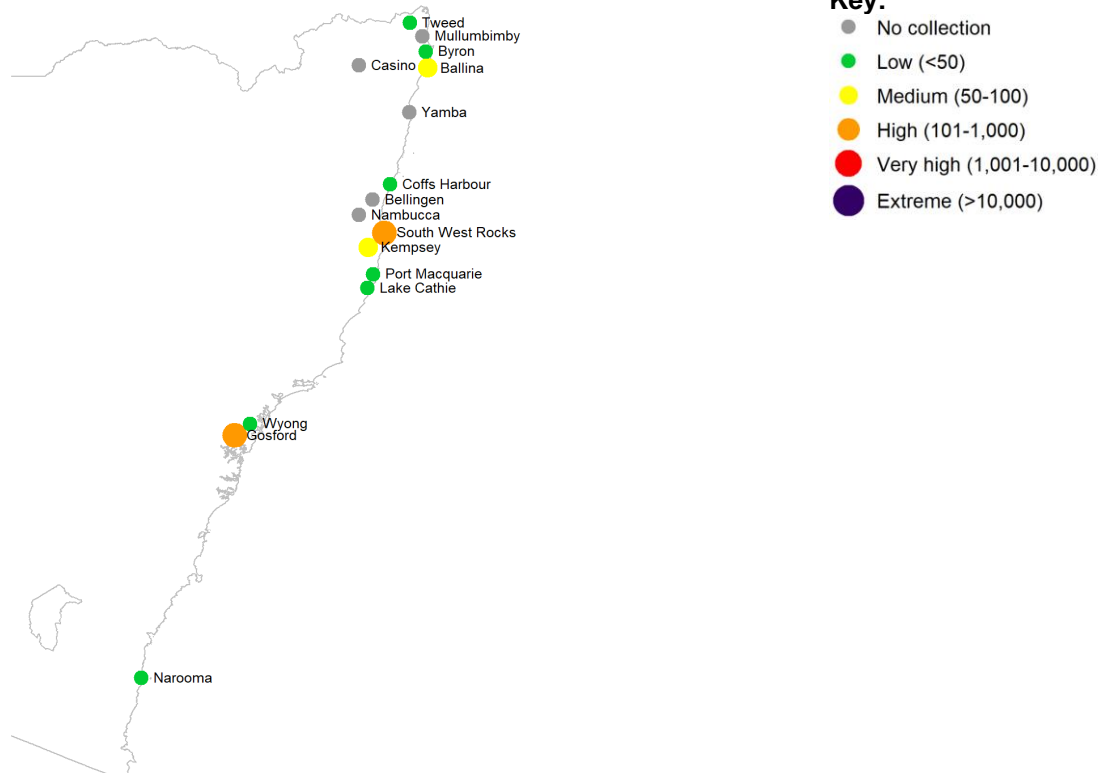 Key:
No collection
Low (<50)
Medium (50-100)
High (101-1,000)
Very high (1,001-10,000)
Extreme (>10,000)
Tweed
Mullumbimby
Byron
Casino
Ballina
Yamba
Coffs Harbour
Bellingen
Nambucca
South West Rocks
Kempsey
Port Macquarie
Lake Cathie
Wyong
Gosford
Narooma